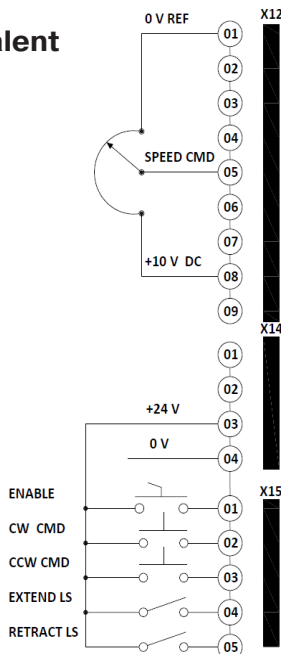 alent
X12
0 V REF
01
02
03
04
SPEED CMD
05
06
07
+10 V DC
08
09
X14
01
02
+24 V
03
0 V
04
X15
ENABLE
01
CW CMD
02
CCW CMD
03
EXTEND LS
04
RETRACT LS
05